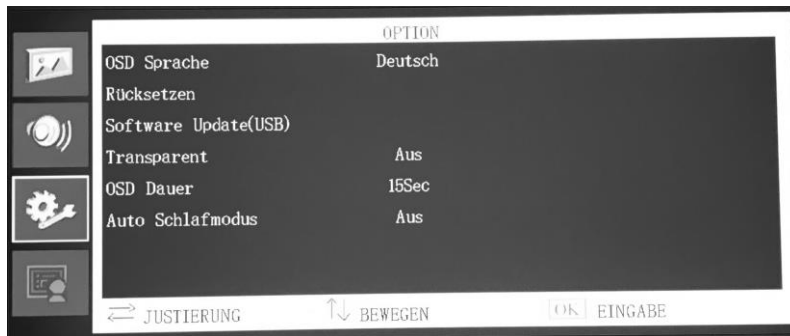 OPTION
OSD Sprache Deutsch
Rücksetzen
Software Update(USB)
Transparent Aus
OSD Dauer 15Sec
Auto Schlafmodus Aus
JUSTIERUNG BEWEGEN OK EINGABE